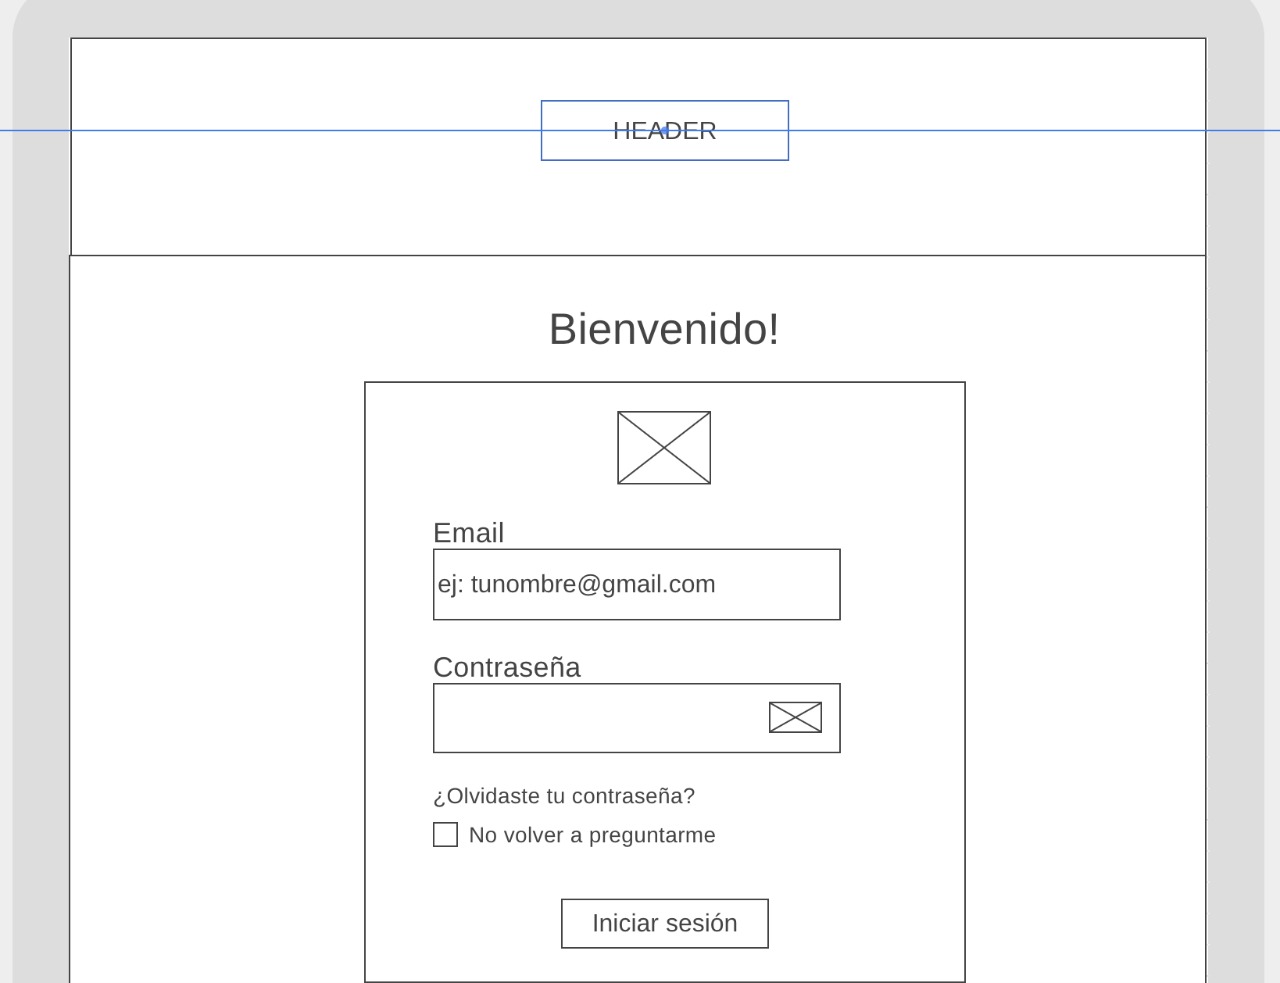 HEADER
Bienvenido!
Email
ej: tunombre@gmail.com
Contraseña
¿Olvidaste tu contraseña?
No volver a preguntarme
Iniciar sesión